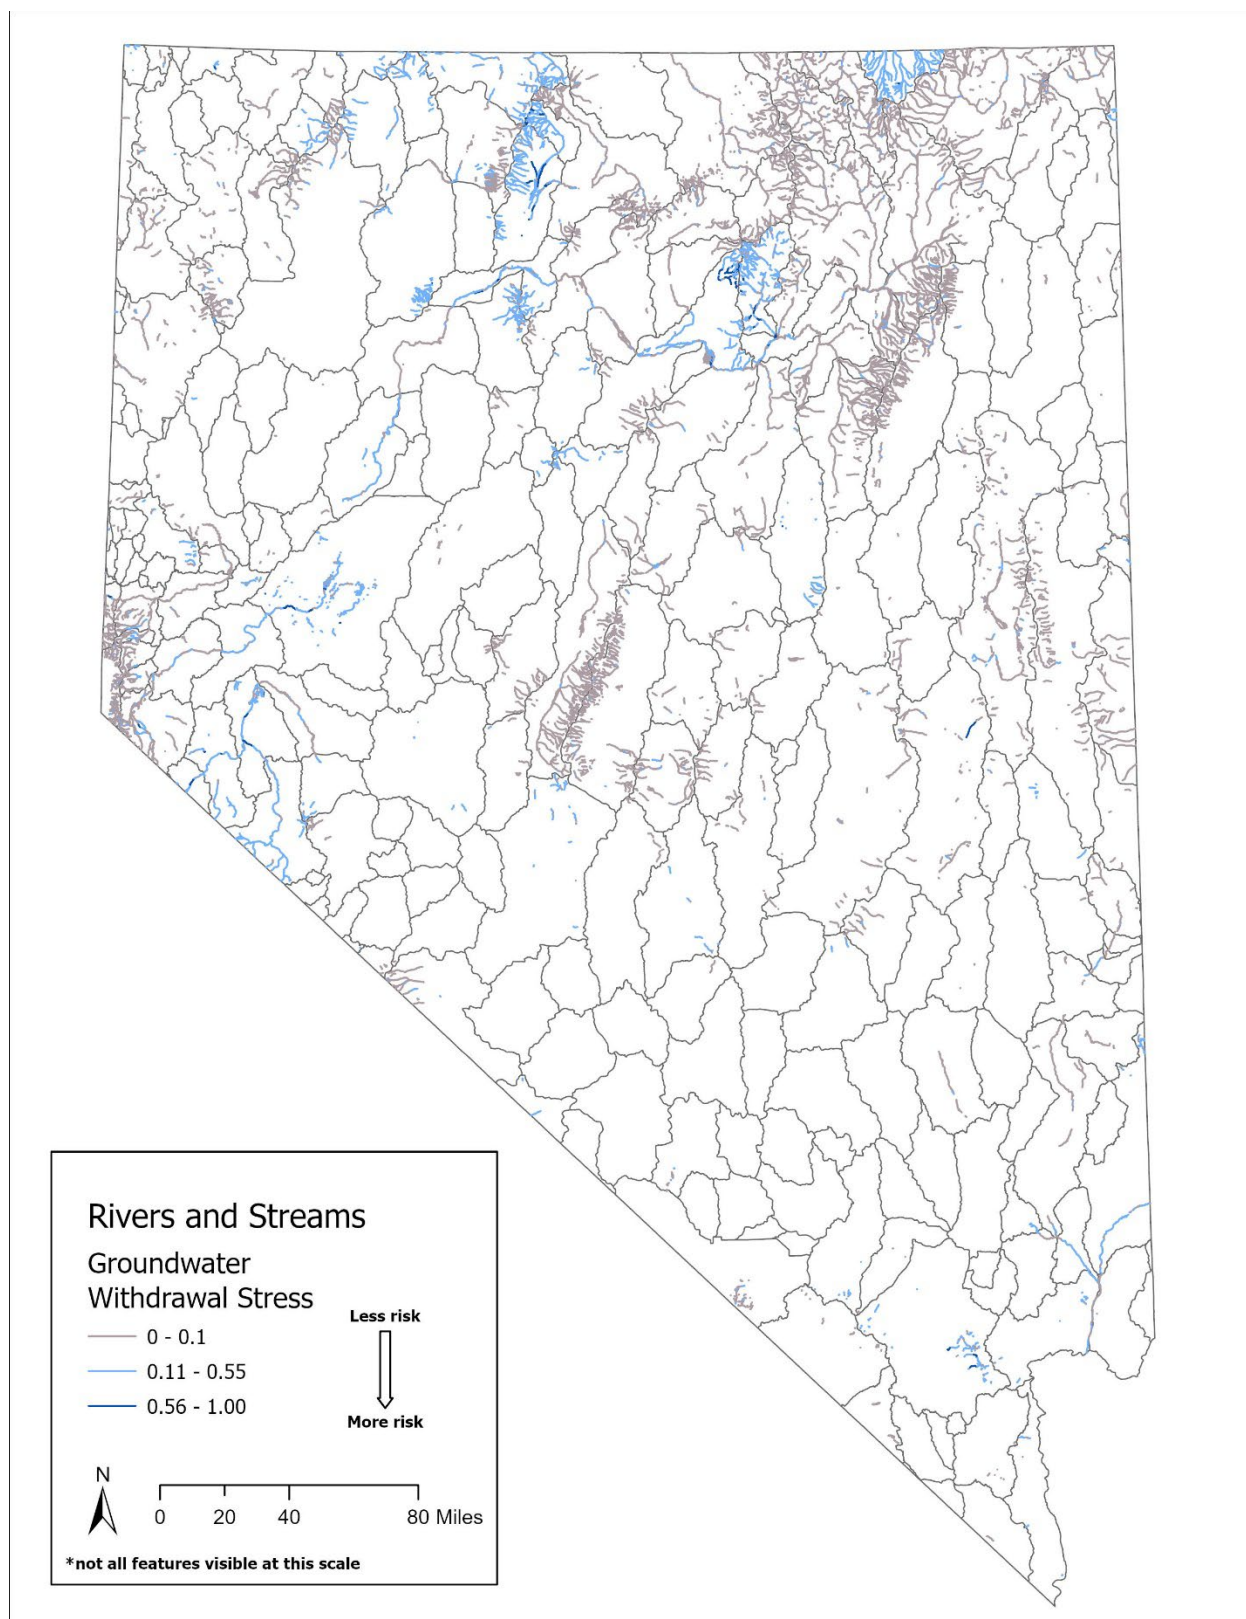 Rivers and Streams
Groundwater
Withdrawal Stress
0 - 0.1
0.11 - 0.55
0.56 - 1.00
Less risk
More risk
N
0 20 40 80 Miles
*not all features visible at this scale